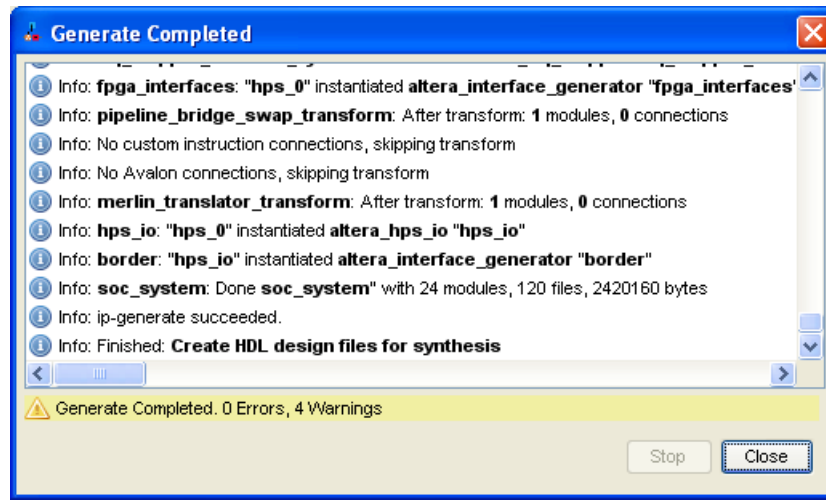 Generate Completed
Info: fpga_interfaces: "hps_0" instantiated altera_interface_generator "fpga_interfaces"
Info: pipeline_bridge_swap_transform: After transform: 1 modules, 0 connections
Info: No custom instruction connections, skipping transform
Info: No Avalon connections, skipping transform
Info: merlin_translator_transform: After transform: 1 modules, 0 connections
Info: hps_io: "hps_0" instantiated altera_hps_io "hps_io"
Info: border: "hps_io" instantiated altera_interface_generator "border"
Info: soc_system: Done soc_system" with 24 modules, 120 files, 2420160 bytes
Info: ip-generate succeeded.
Info: Finished: Create HDL design files for synthesis
Generate Completed. 0 Errors, 4 Warnings
Stop
Close